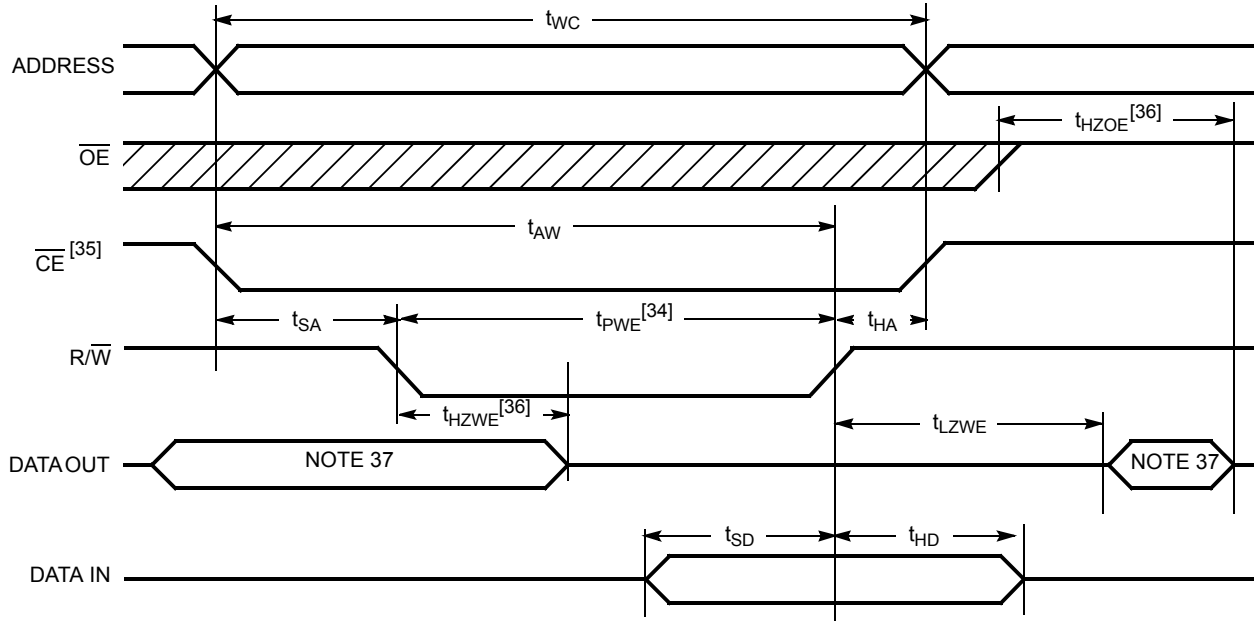 tWC
ADDRESS
tHZOE[36]
OE
tAW
CE [35]
tSA
tPWE[34]
tHA
R/W
tHZWE[36]
tLZWE
DATA OUT
NOTE 37
NOTE 37
tSD
tHD
DATA IN